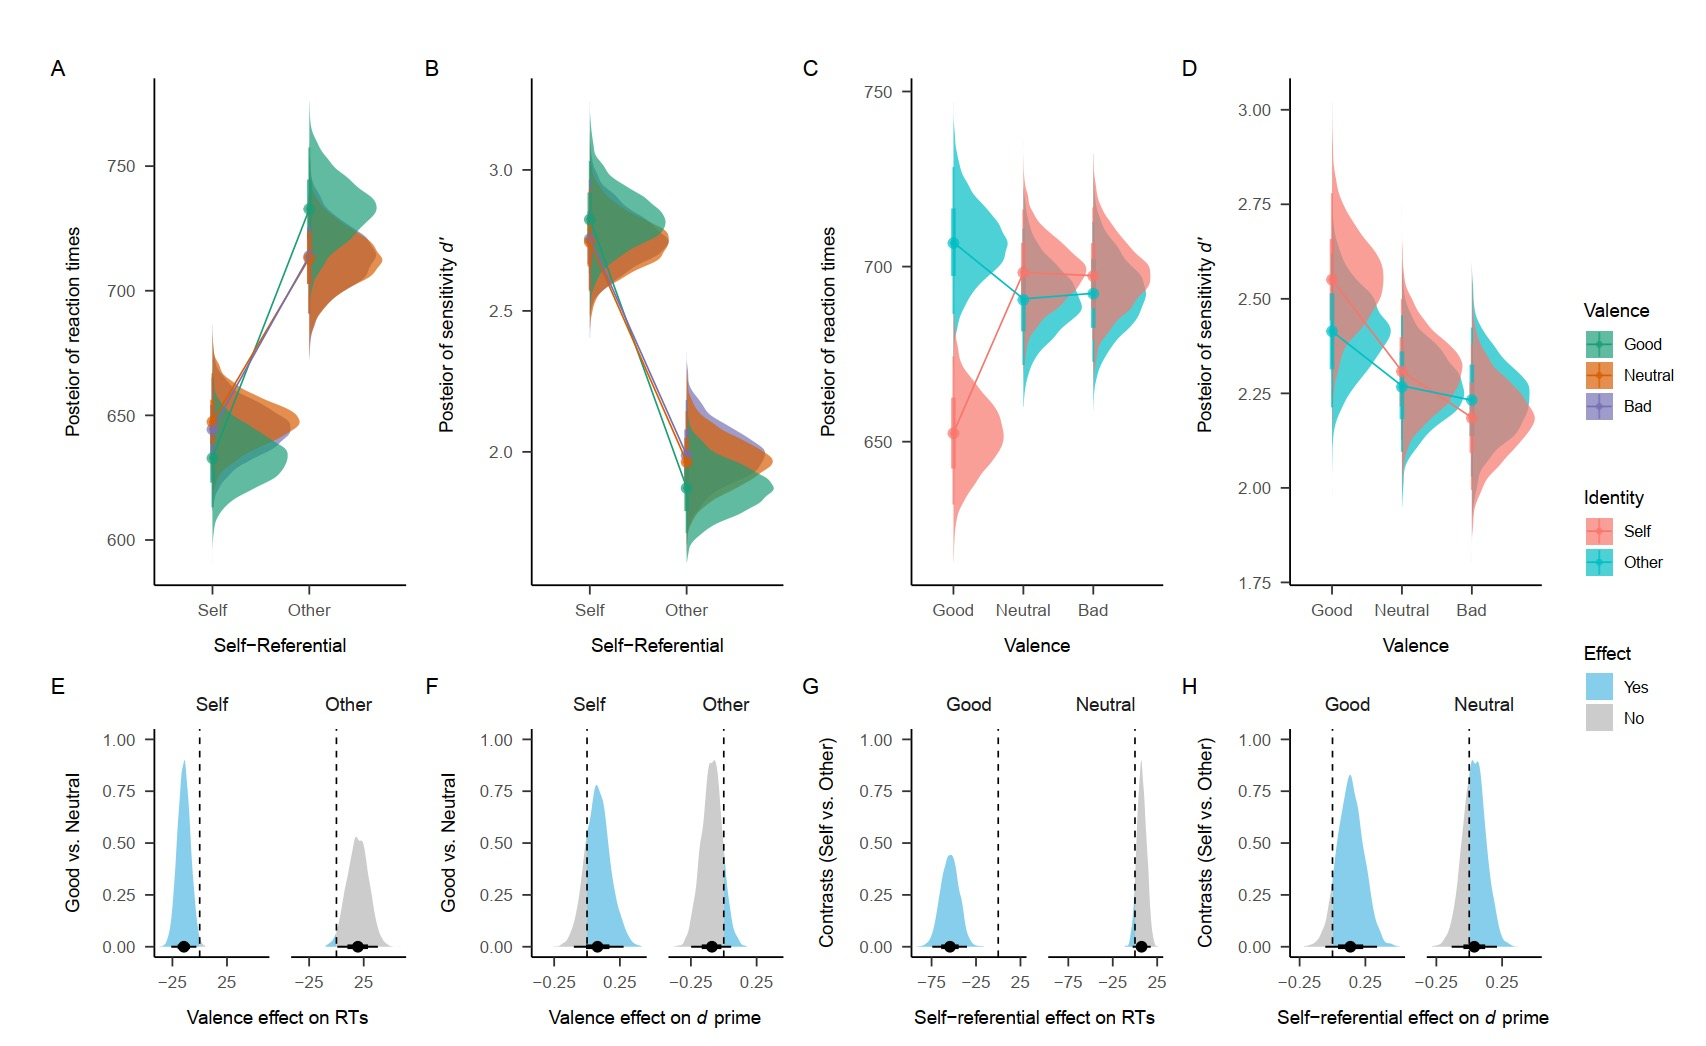 A B C D
Posteior of reaction times
750
700
650
600
Self Other
Self−Referential
Posteior of sensitivity d′
3.0
2.5
2.0
Self Other
Self−Referential
Posteior of reaction times
750
700
650
Good Neutral Bad
Valence
Posteior of sensitivity d′
3.00
2.75
2.50
2.25
2.00
1.75
Good Neutral Bad
Valence
Valence
Good
Neutral
Bad
Identity
Self
Other
Effect
Yes
No
E
Self Other
Good vs. Neutral
1.00
0.75
0.50
0.25
0.00
−25 25 −25 25
Valence effect on RTs
F
Self Other
Good vs. Neutral
1.00
0.75
0.50
0.25
0.00
−0.25 0.25 −0.25 0.25
Valence effect on d prime
G
Good Neutral
Contrasts (Self vs. Other)
1.00
0.75
0.50
0.25
0.00
−75 −25 25 −75 −25 25
Self−referential effect on RTs
H
Good Neutral
Contrasts (Self vs. Other)
1.00
0.75
0.50
0.25
0.00
−0.25 0.25 −0.25 0.25
Self−referential effect on d prime